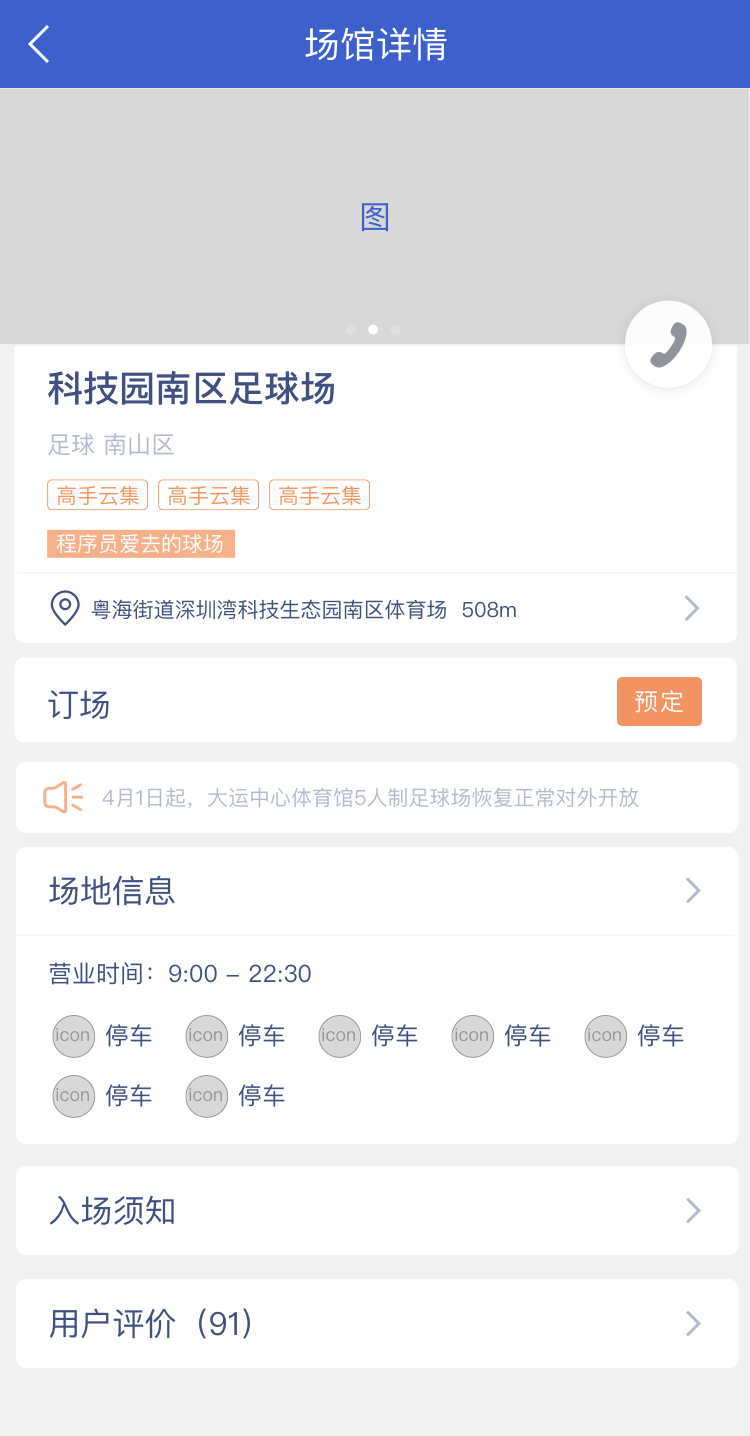 场馆详情
图
科技园南区足球场
足球 南山区
高手云集 高手云集 高手云集
程序员爱去的球场
粤海街道深圳湾科技生态园南区体育场 508m
订场 预定
4月1日起，大运中心体育馆5人制足球场恢复正常对外开放
场地信息
营业时间：9:00 - 22:30
icon 停车 icon 停车 icon 停车 icon 停车 icon 停车
icon 停车 icon 停车
入场须知
用户评价（91）